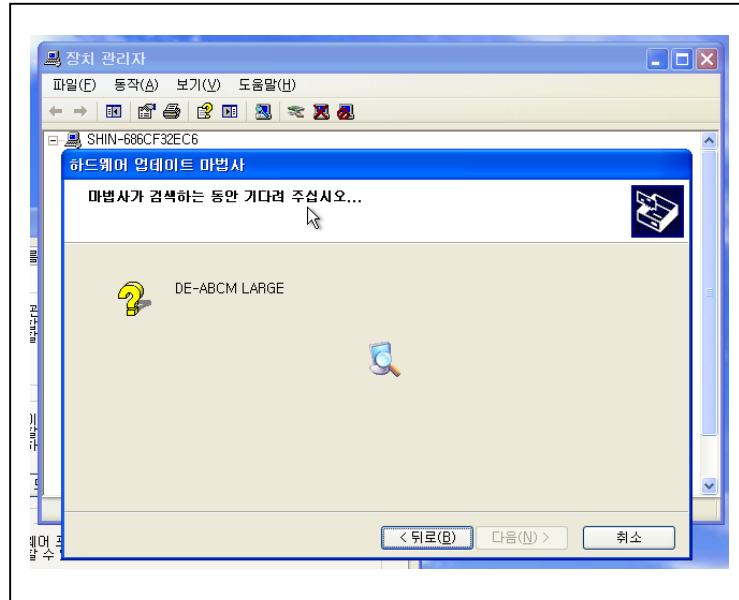 장치 관리자
파일(F) 동작(A) 보기(V) 도움말(H)
SHIN-686CF32EC6
하드웨어 업데이트 마법사
마법사가 검색하는 동안 기다려 주십시오...
DE-ABCM LARGE
< 뒤로(B) 다음(N) > 취소